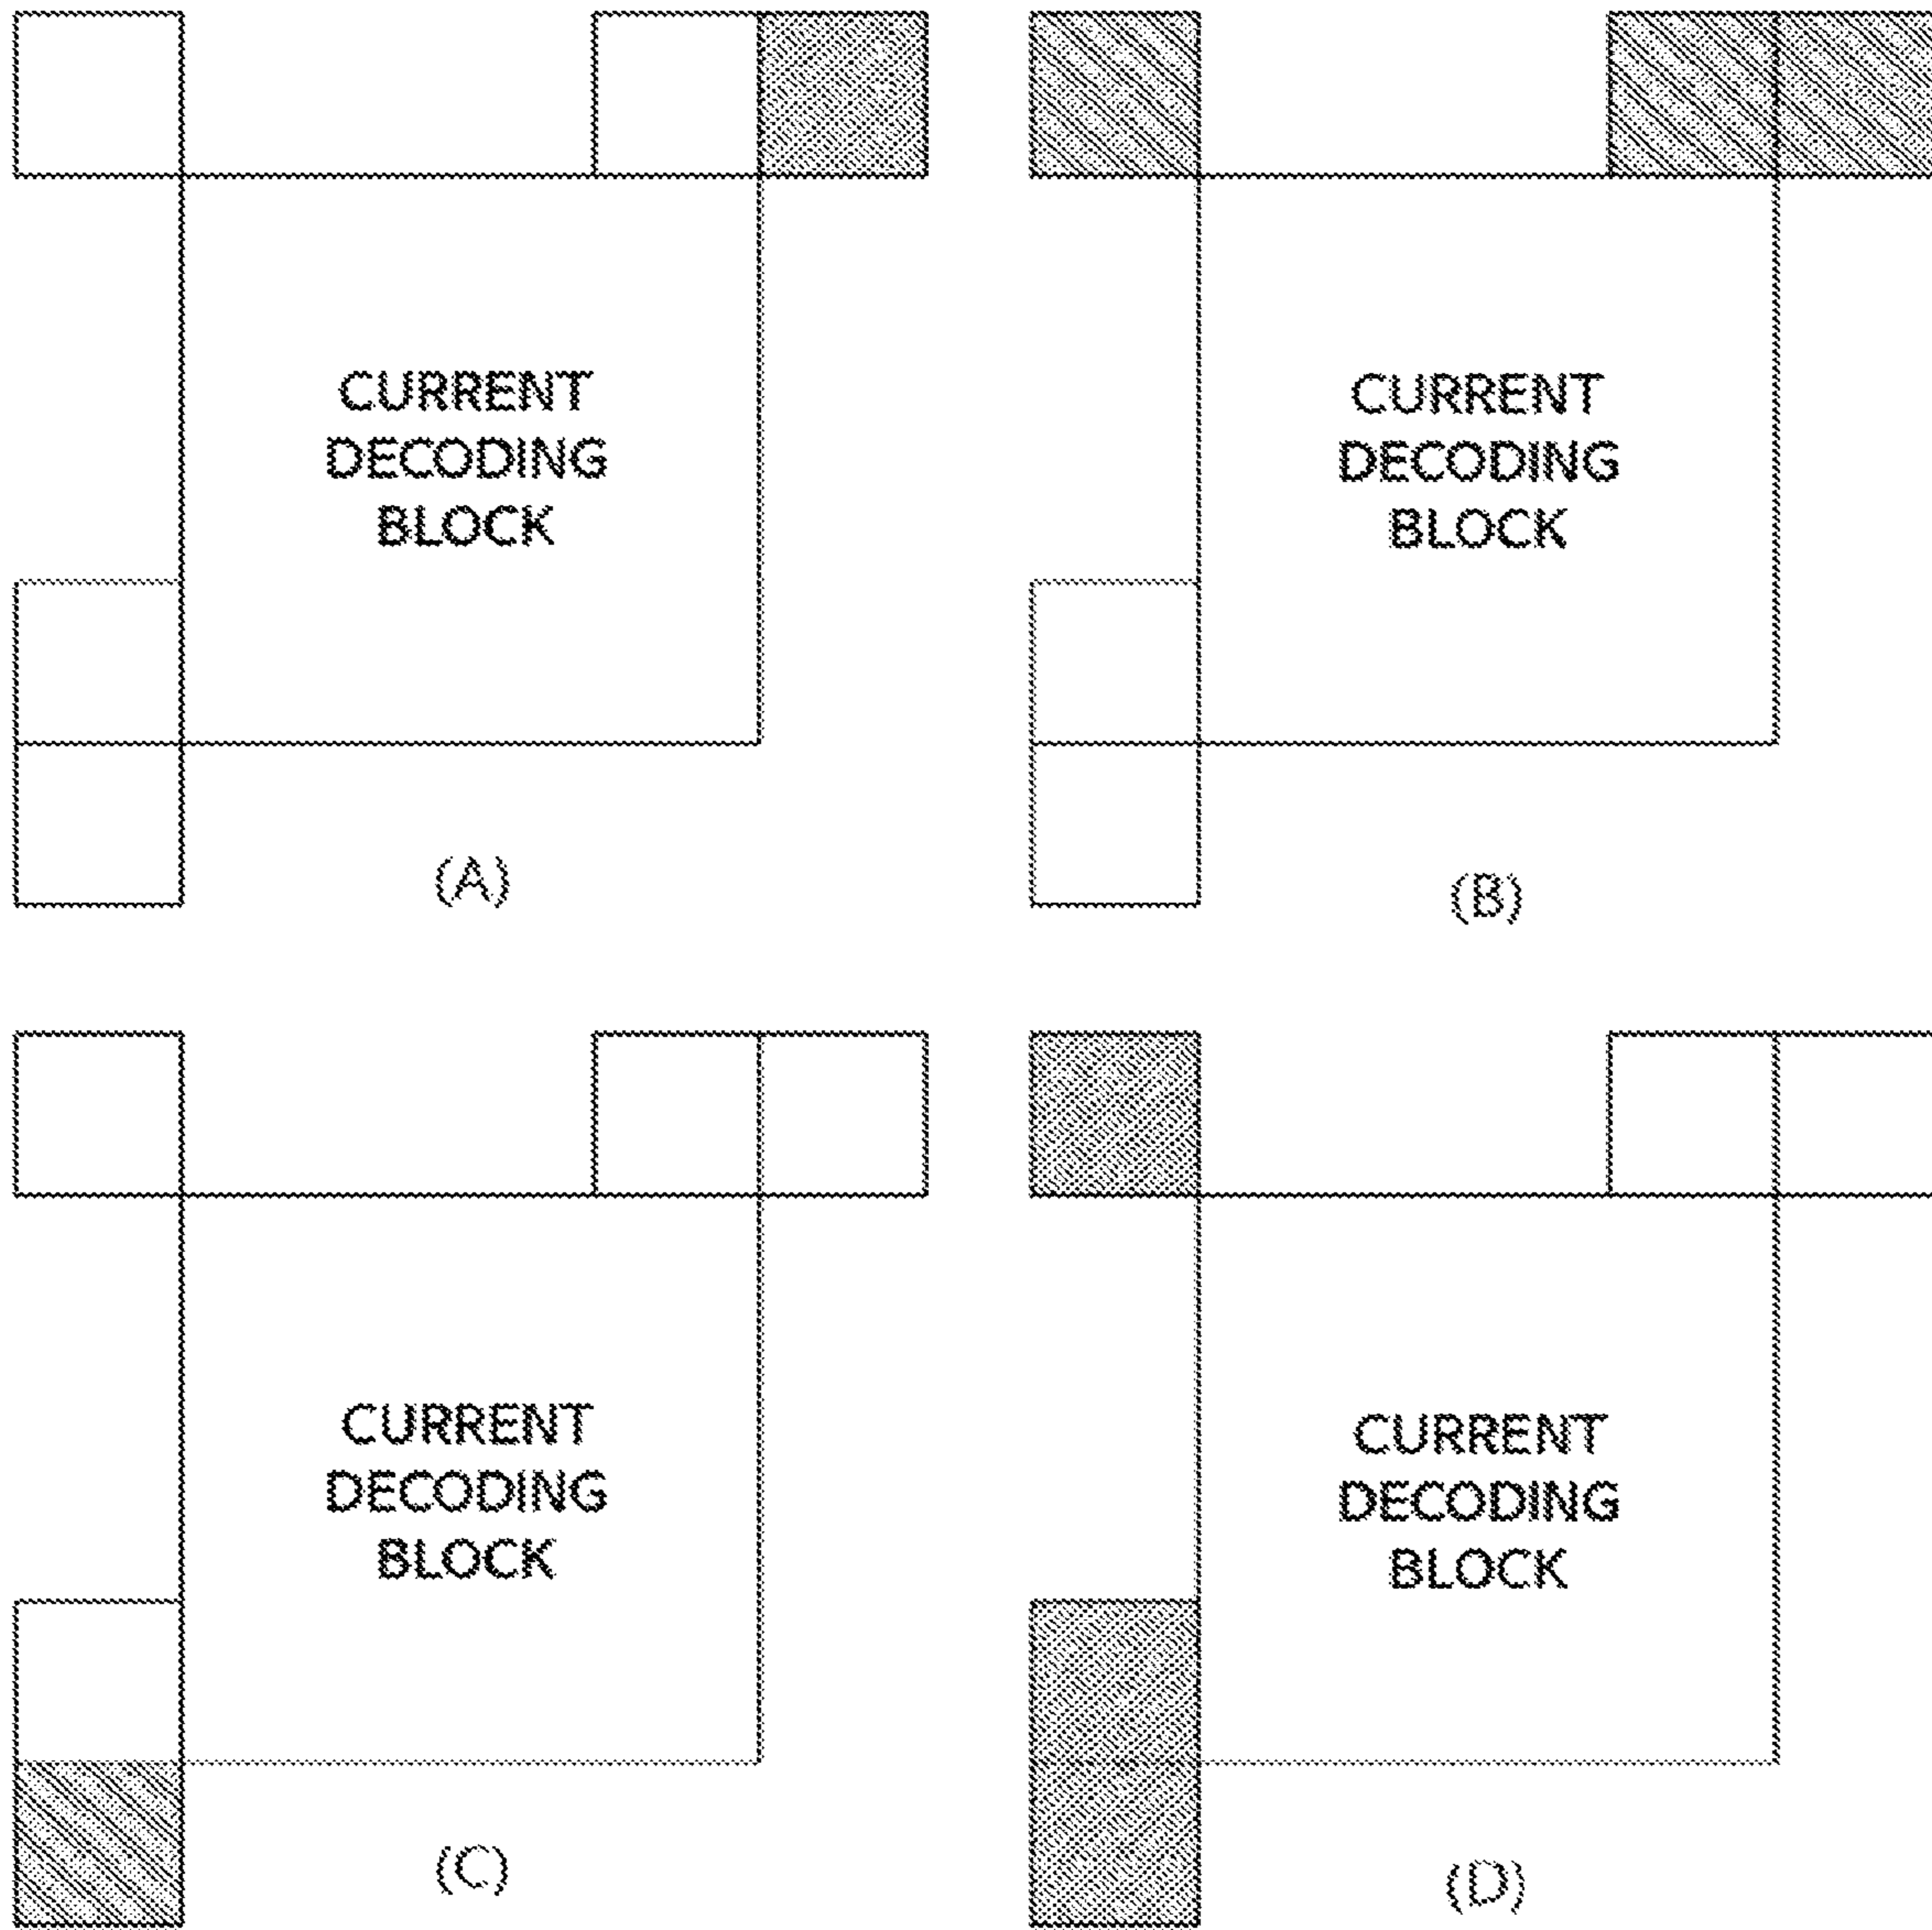 CURRENT
DECODING
BLOCK
(A)
CURRENT
DECODING
BLOCK
(B)
CURRENT
DECODING
BLOCK
(C)
CURRENT
DECODING
BLOCK
(D)